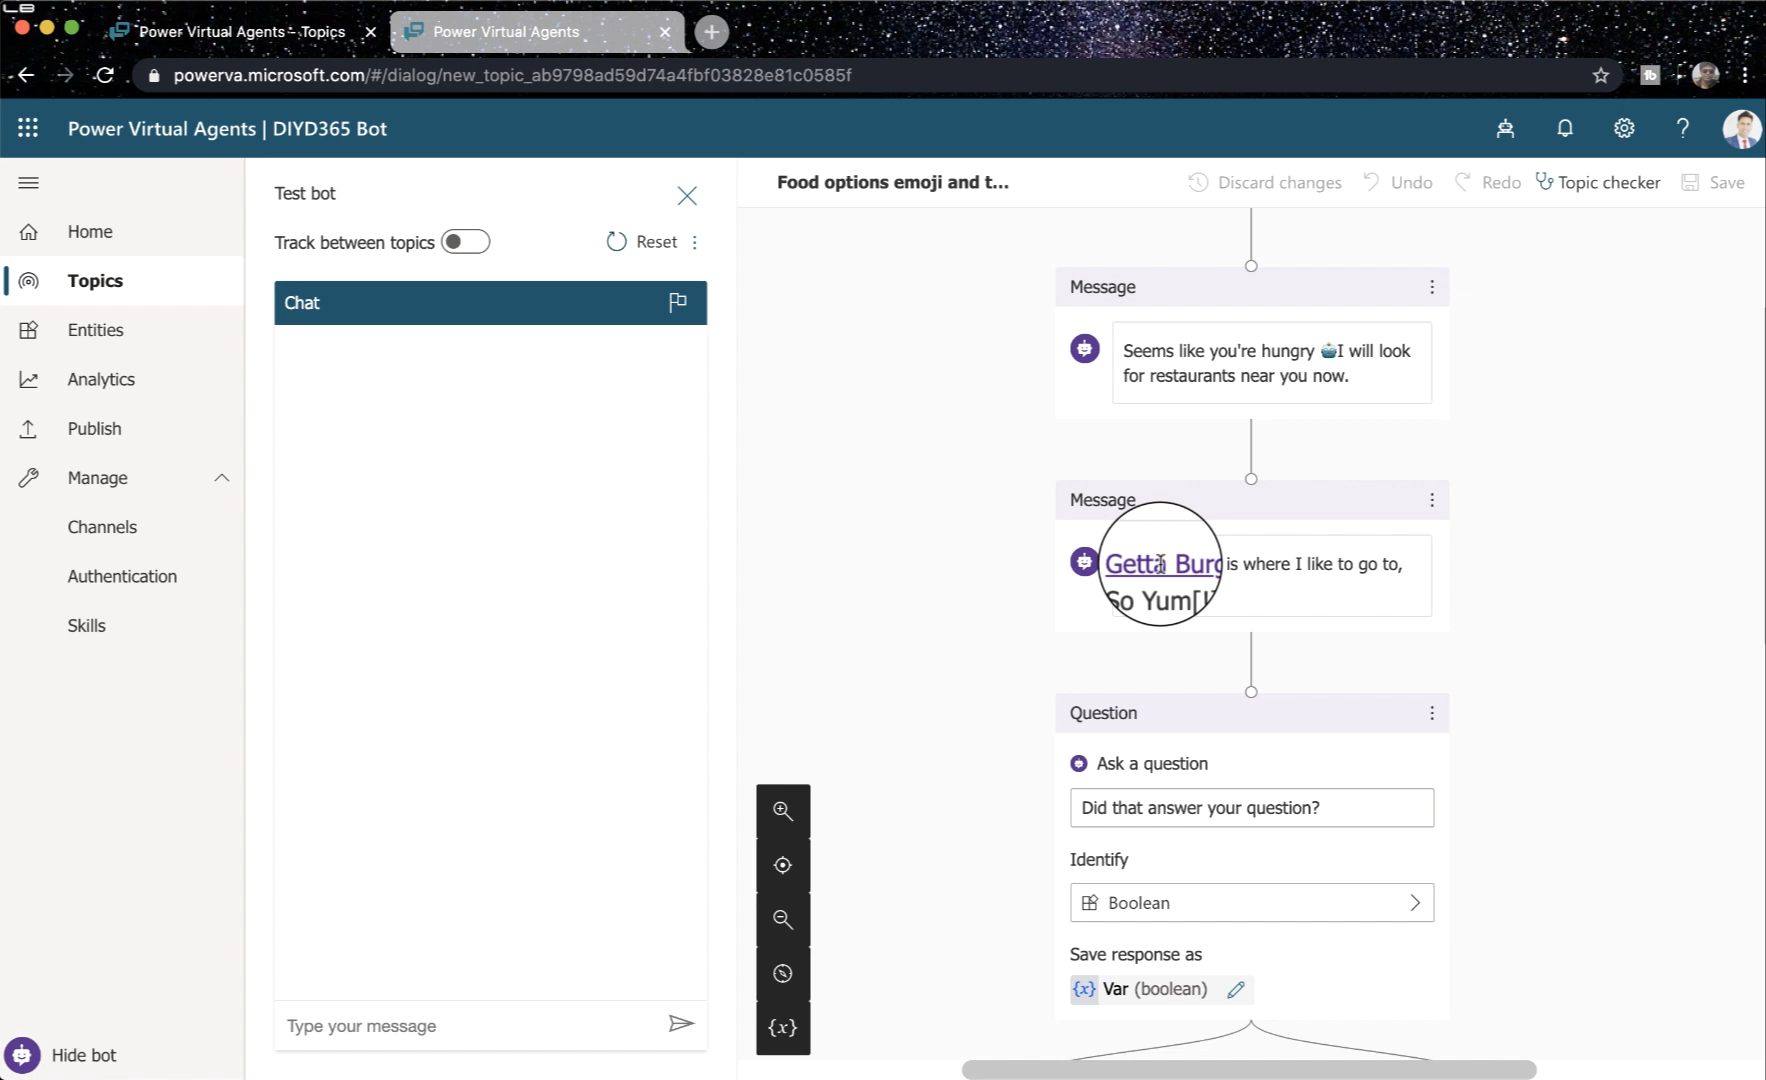 Power Virtual Agents - Topics
Power Virtual Agents
powerva.microsoft.com/#/dialog/new_topic_ab9798ad59d74a4fbf03828e81c0585f
Power Virtual Agents | DIYD365 Bot
Home
Topics
Entities
Analytics
Publish
Manage
Channels
Authentication
Skills
Hide bot
Test bot
Track between topics
Reset
Chat
Type your message
Food options emoji and t...
Discard changes
Undo
Redo
Topic checker
Save
Message
Seems like you're hungry 🍲I will look
for restaurants near you now.
Message
Getta Burg is where I like to go to,
So Yum[!]
Question
Ask a question
Did that answer your question?
Identify
Boolean
Save response as
{x} Var (boolean)
{x}